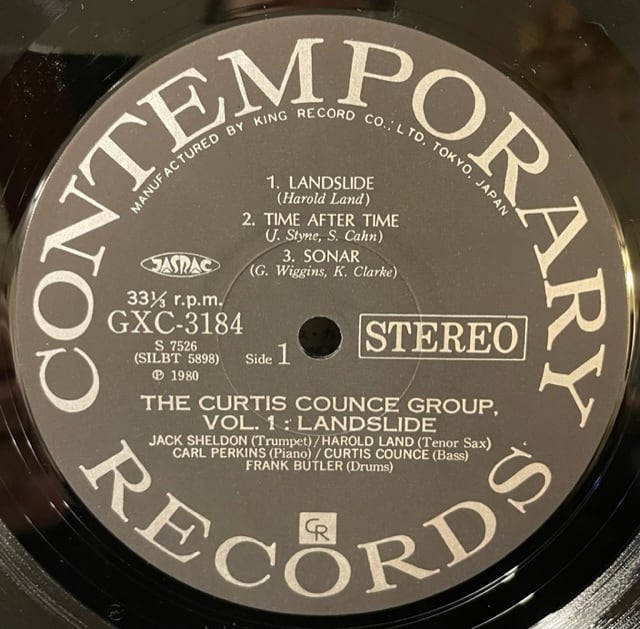 CONTEMPORARY
MANUFACTURED BY KING RECORD CO., LTD. TOKYO, JAPAN
1. LANDSLIDE
(Harold Land)
2. TIME AFTER TIME
(J. Styne, S. Cahn)
3. SONAR
(G. Wiggins, K. Clarke)
JASRAC
33⅓ r.p.m.
GXC-3184
STEREO
S 7526
(SILBT 5898)
Side 1
Ⓟ 1980
THE CURTIS COUNCE GROUP,
VOL. 1 : LANDSLIDE
JACK SHELDON (Trumpet) / HAROLD LAND (Tenor Sax)
CARL PERKINS (Piano) / CURTIS COUNCE (Bass)
FRANK BUTLER (Drums)
CR
RECORDS